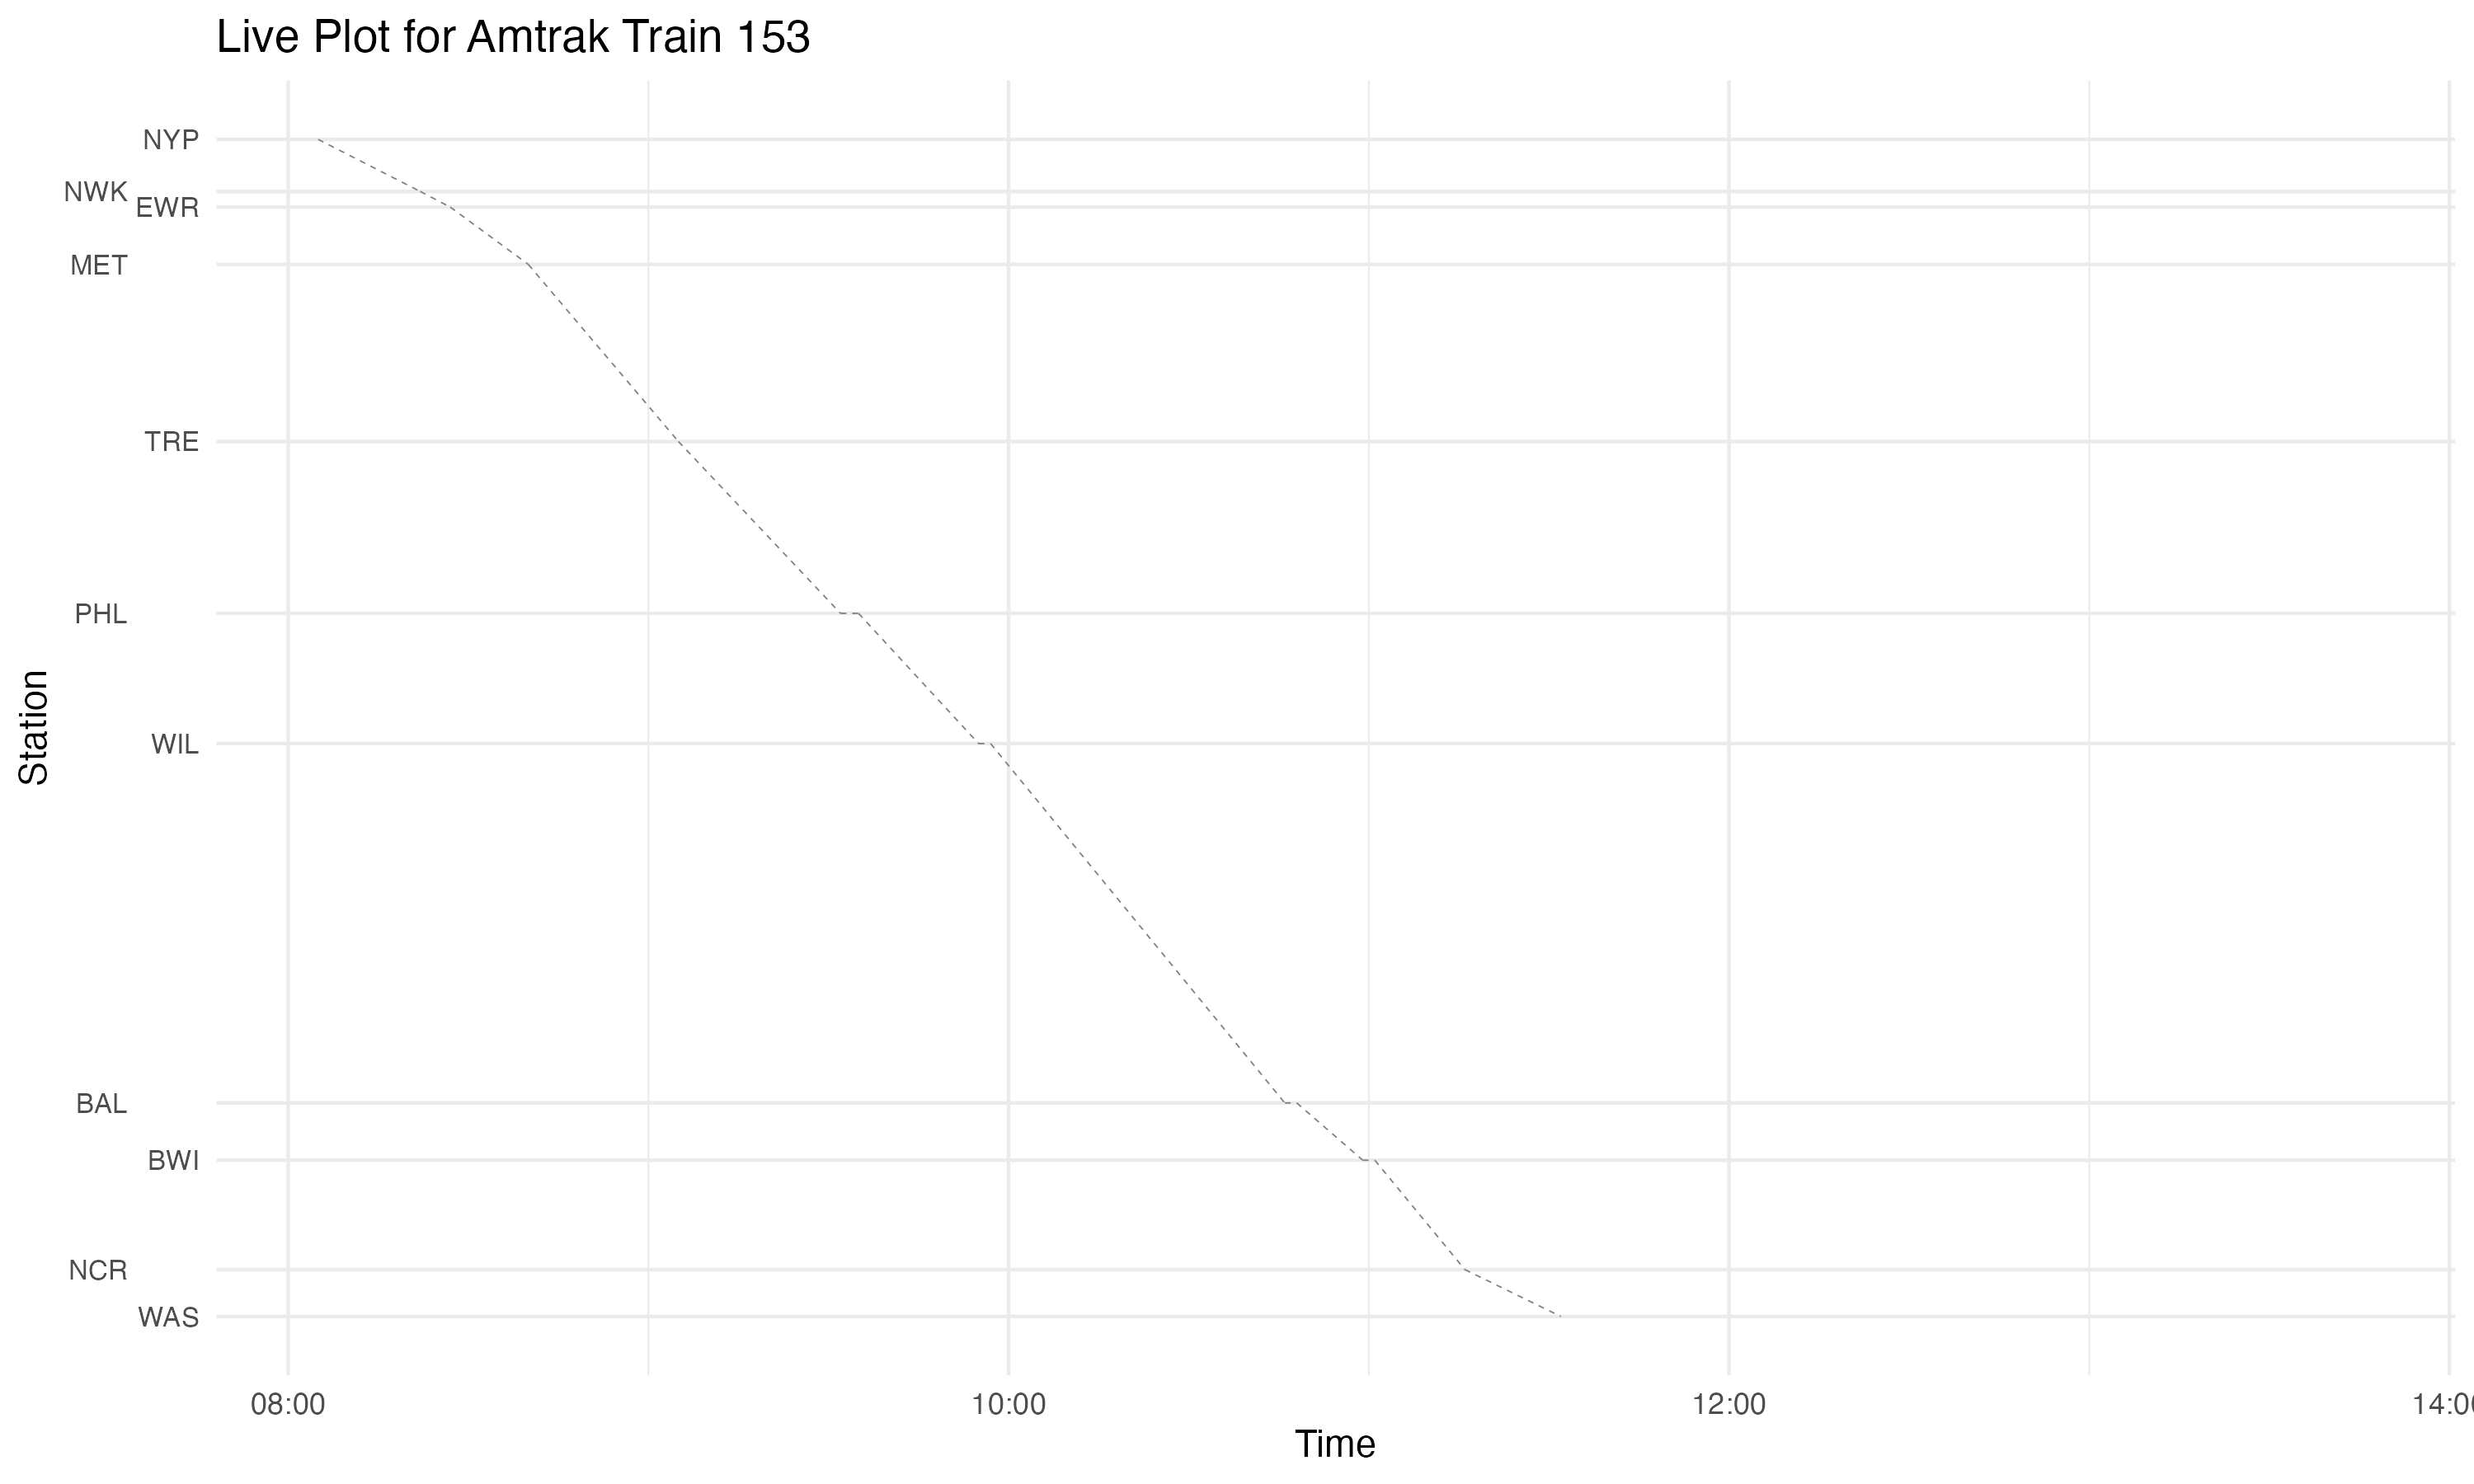 Live Plot for Amtrak Train 153
NYP
NWK
EWR
MET
TRE
PHL
WIL
BAL
BWI
NCR
WAS
Station
08:00 10:00 12:00 14:0
Time